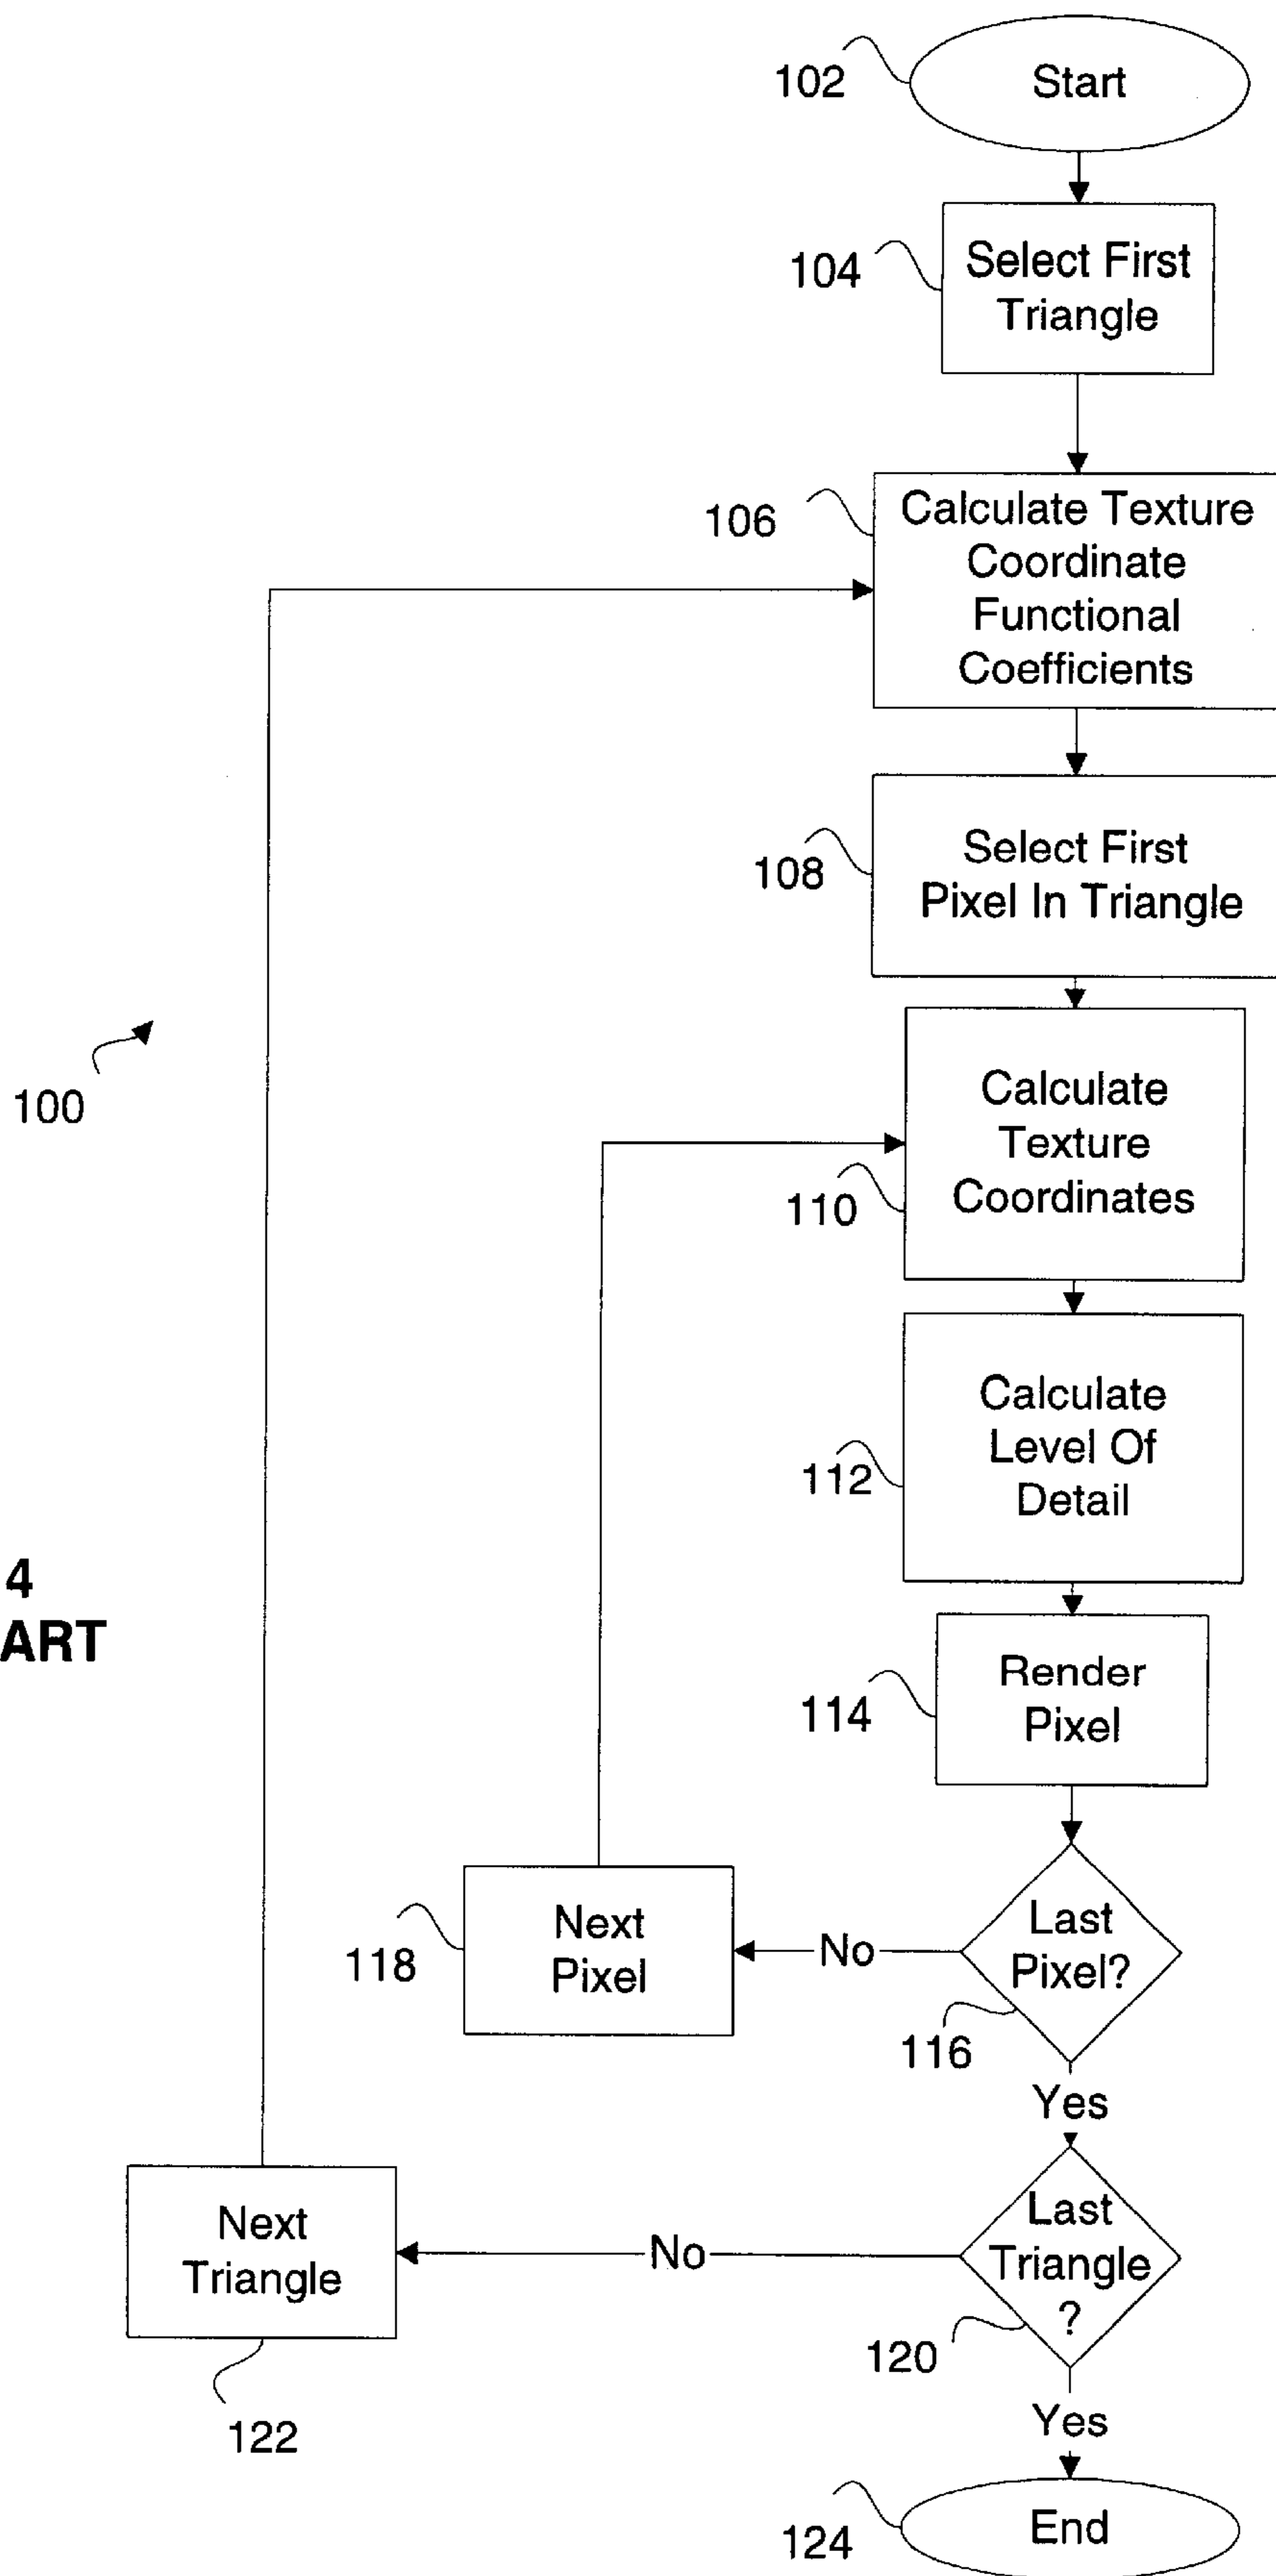 102
Start
104
Select First
Triangle
106
Calculate Texture
Coordinate
Functional
Coefficients
108
Select First
Pixel In Triangle
100
Calculate
Texture
Coordinates
110
Calculate
Level Of
Detail
112
4
ART
Render
Pixel
114
Next
Pixel
118
No
Last
Pixel?
116
Yes
Next
Triangle
122
No
Last
Triangle
?
120
Yes
124
End